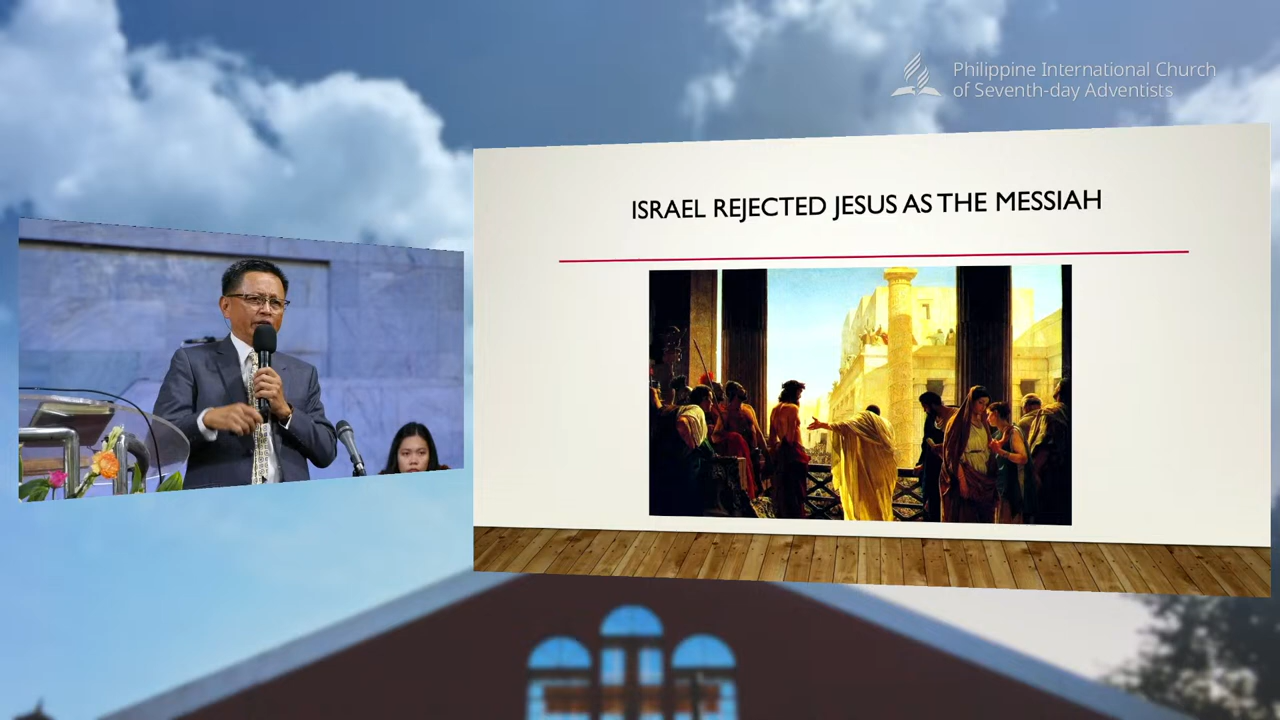 Philippine International Church
of Seventh-day Adventists
ISRAEL REJECTED JESUS AS THE MESSIAH